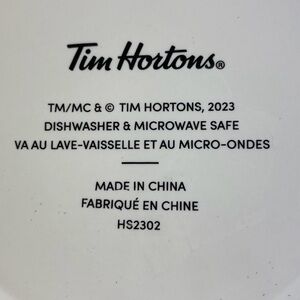 Tim Hortons®
TM/MC & © TIM HORTONS, 2023
DISHWASHER & MICROWAVE SAFE
VA AU LAVE-VAISSELLE ET AU MICRO-ONDES
MADE IN CHINA
FABRIQUÉ EN CHINE
HS2302